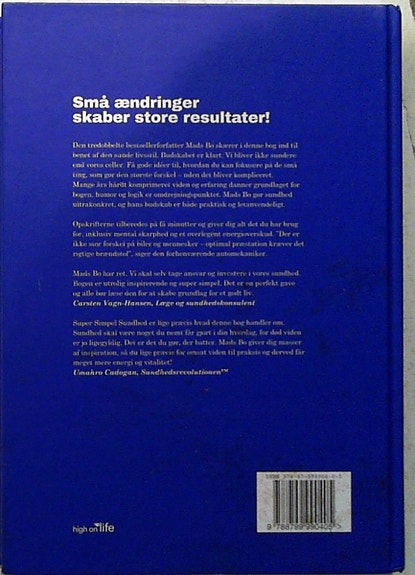 Små ændringer
skaber store resultater!
Den tredobbelte bestsellerforfatter Mads Bo skærer i denne bog ind til
benet af den sunde livsstil. Budskabet er klart: Vi bliver ikke sundere
end vores celler. Få gode idéer til, hvordan du kan fokusere på de små
ting, som gør den største forskel – uden det bliver kompliceret.
Mange års hårdt komprimeret viden og erfaring danner grundlaget for
bogen, humor og logik er omdrejningspunktet. Mads Bo gør sundhed
ultrakonkret, og hans budskab er både praktisk og letanvendeligt.
Opskrifterne tilberedes på få minutter og giver dig alt det du har brug
for, inklusiv mental skarphed og et overlegent energioverskud. "Der er
ikke stor forskel på biler og mennesker – optimal præstation kræver det
rigtige brændstof", siger den forhenværende automekaniker.
Mads Bo har ret. Vi skal selv tage ansvar og investere i vores sundhed.
Bogen er utrolig inspirerende og super simpel. Det er en perfekt gave
og alle bør læse den for at skabe grundlag for et godt liv.
Carsten Vagn-Hansen, Læge og sundhedskonsulent
Super Simpel Sundhed er lige præcis hvad denne bog handler om.
Sundhed skal være noget du nemt får gjort i din hverdag, for død viden
er jo ligegyldig. Det er det du gør, der batter. Mads Bo giver dig masser
af inspiration, så du lige præcis får omsat viden til praksis og derved får
meget mere energi og vitalitet!
Umahro Cadogan, Sundhedsrevolutionen™
high on life
ISBN 978-87-
9 788799 990405